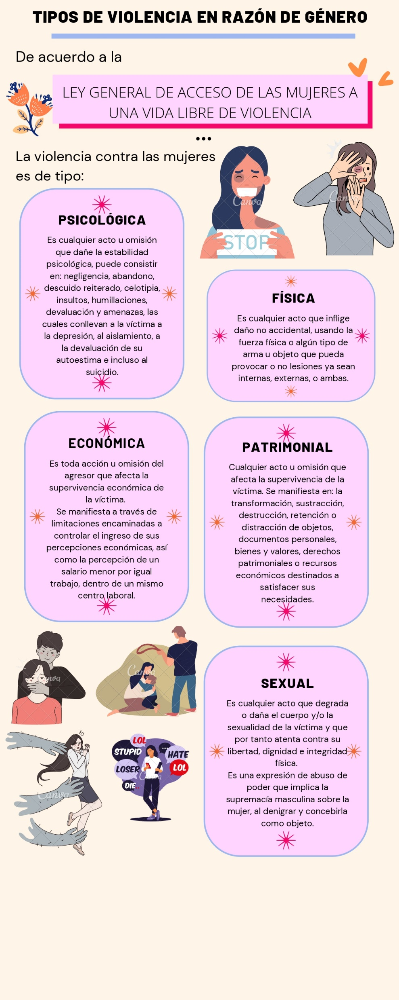 TIPOS DE VIOLENCIA EN RAZÓN DE GÉNERO
De acuerdo a la
LEY GENERAL DE ACCESO DE LAS MUJERES A
UNA VIDA LIBRE DE VIOLENCIA
...
La violencia contra las mujeres
es de tipo:
Canva
STOP
Canva
PSICOLÓGICA
Es cualquier acto u omisión
que dañe la estabilidad
psicológica, puede consistir
en: negligencia, abandono,
descuido reiterado, celotipia,
insultos, humillaciones,
devaluación y amenazas, las
cuales conllevan a la víctima a
la depresión, al aislamiento, a
la devaluación de su
autoestima e incluso al
suicidio.
FÍSICA
Es cualquier acto que inflige
daño no accidental, usando la
fuerza física o algún tipo de
arma u objeto que pueda
provocar o no lesiones ya sean
internas, externas, o ambas.
ECONÓMICA
Es toda acción u omisión del
agresor que afecta la
supervivencia económica de
la víctima.
Se manifiesta a través de
limitaciones encaminadas a
controlar el ingreso de sus
percepciones económicas, así
como la percepción de un
salario menor por igual
trabajo, dentro de un mismo
centro laboral.
PATRIMONIAL
Cualquier acto u omisión que
afecta la supervivencia de la
víctima. Se manifiesta en: la
transformación, sustracción,
destrucción, retención o
distracción de objetos,
documentos personales,
bienes y valores, derechos
patrimoniales o recursos
económicos destinados a
satisfacer sus
necesidades.
Canva
Canva
LOL
STUPID
...
HATE
LOSER
LOL
Canva
DIE..
Canva
SEXUAL
Es cualquier acto que degrada
o daña el cuerpo y/o la
sexualidad de la víctima y que
por tanto atenta contra su
libertad, dignidad e integridad
física.
Es una expresión de abuso de
poder que implica la
supremacía masculina sobre la
mujer, al denigrar y concebirla
como objeto.